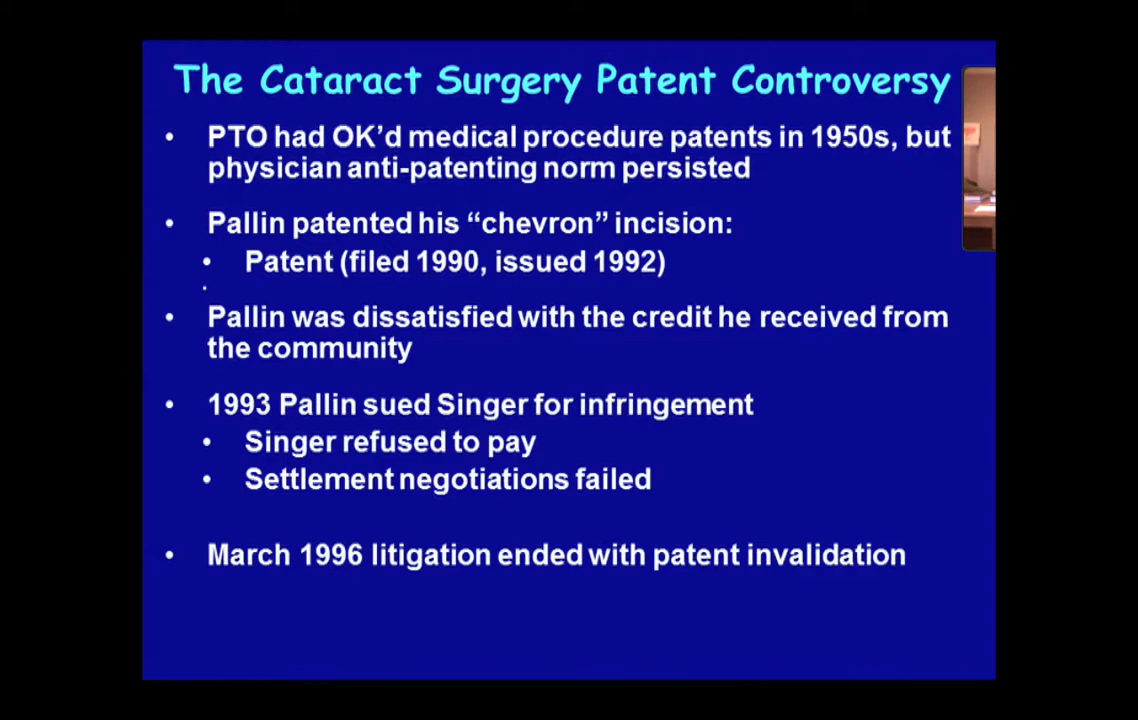 The Cataract Surgery Patent Controversy
• PTO had OK'd medical procedure patents in 1950s, but
physician anti-patenting norm persisted
• Pallin patented his “chevron” incision:
• Patent (filed 1990, issued 1992)
•
• Pallin was dissatisfied with the credit he received from
the community
• 1993 Pallin sued Singer for infringement
• Singer refused to pay
• Settlement negotiations failed
• March 1996 litigation ended with patent invalidation